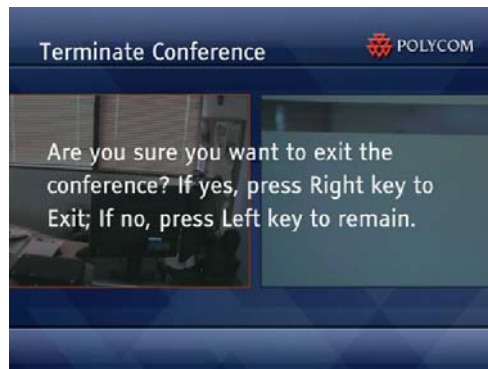 Terminate Conference
POLYCOM
Are you sure you want to exit the
conference? If yes, press Right key to
Exit; If no, press Left key to remain.